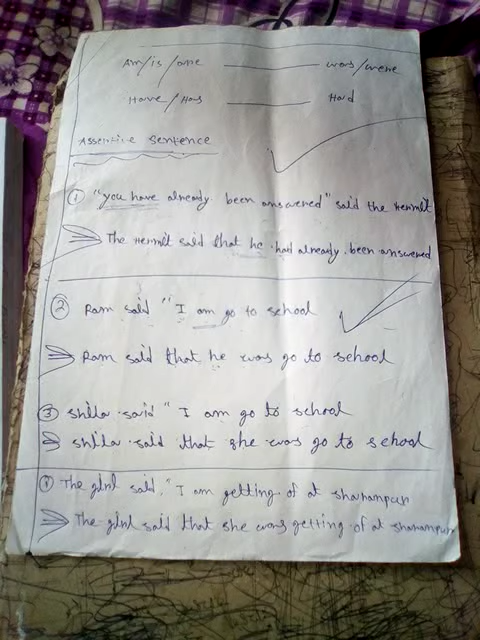 Am/is/are ——— was/were
Have/Has ——— Had
Assertive Sentence
① "you have already been answered" said the Hermit
The Hermit said that he had already been answered
② Ram said "I am go to school
Ram said that he was go to school
③ Shila said "I am go to school
Shila said that she was go to school
④ The girl said, "I am getting of at sharanpur
The girl said that she was getting of at sharanpur